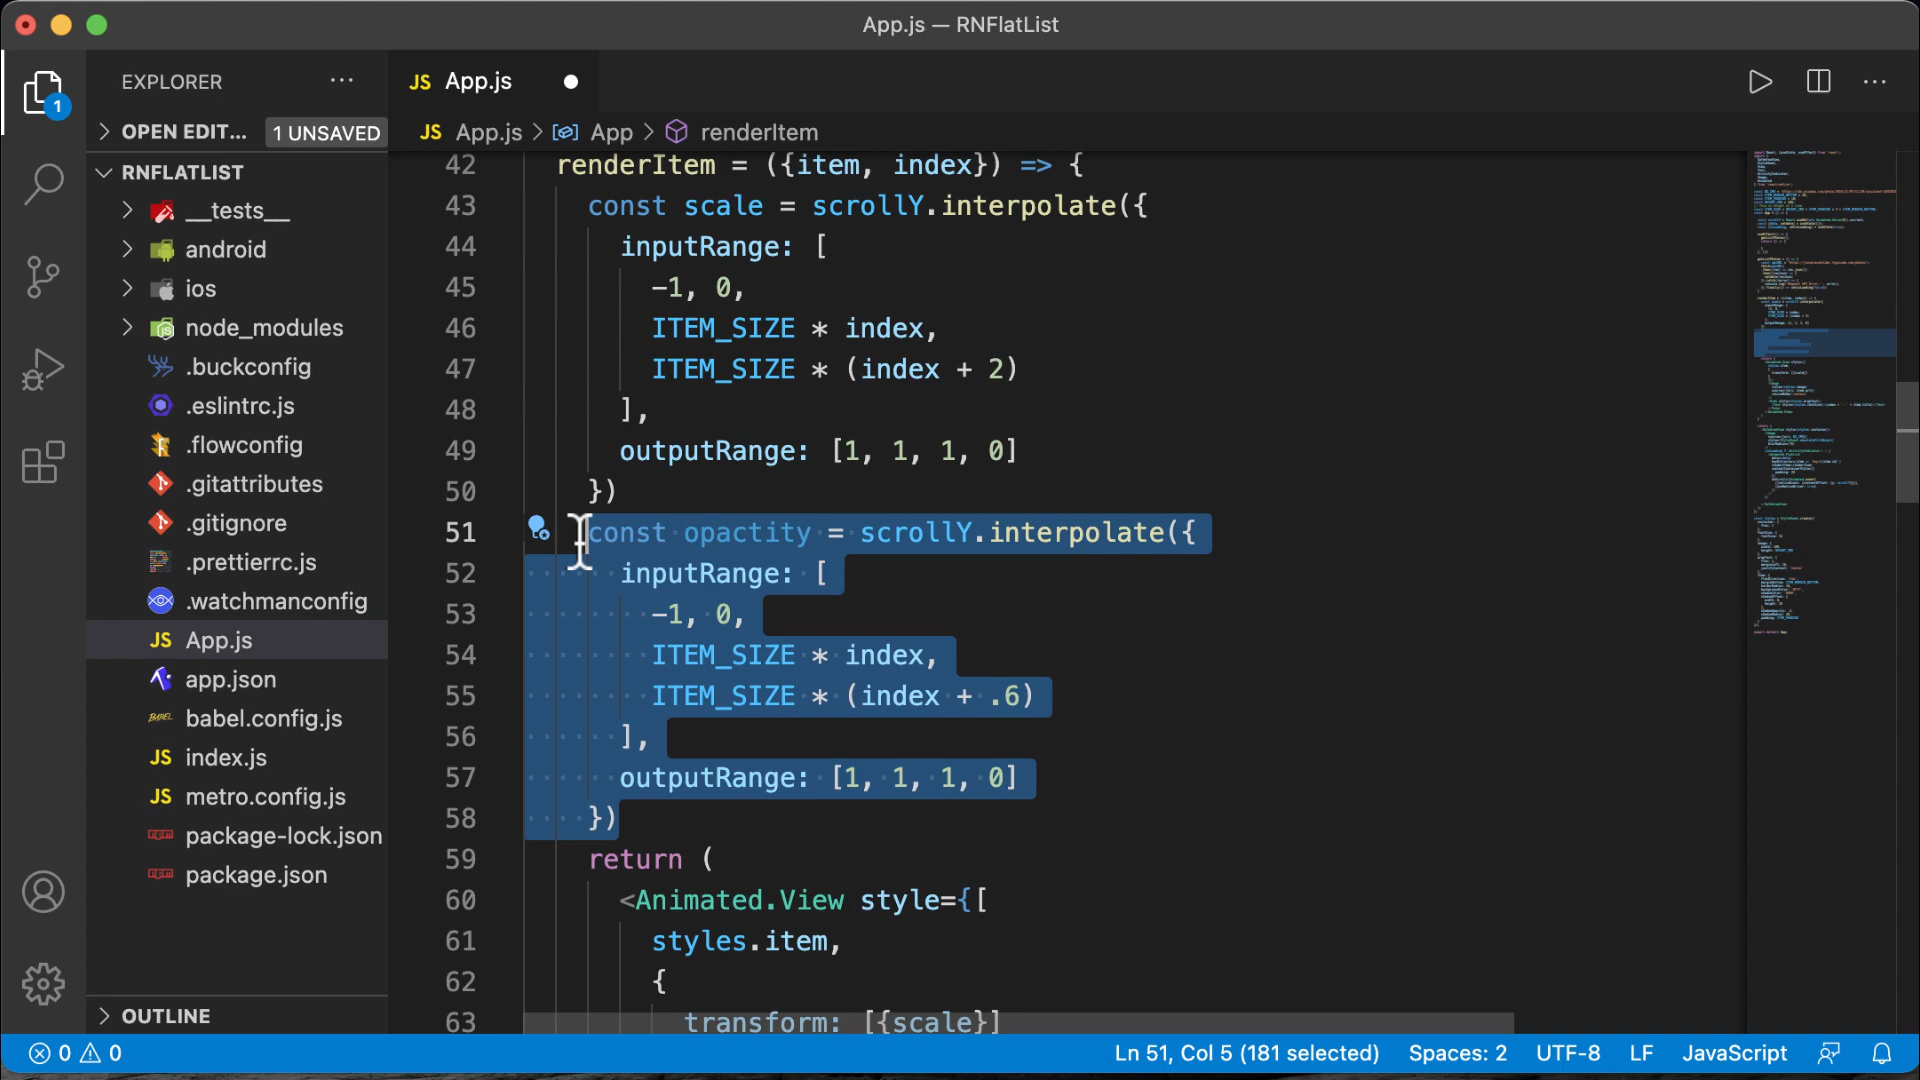 App.js — RNFlatList
EXPLORER
JS App.js
1
OPEN EDIT... 1 UNSAVED
JS App.js > App > renderItem
RNFLATLIST
__tests__
android
ios
node_modules
.buckconfig
.eslintrc.js
.flowconfig
.gitattributes
.gitignore
.prettierrc.js
.watchmanconfig
JS App.js
app.json
BABEL babel.config.js
JS index.js
JS metro.config.js
npm package-lock.json
npm package.json
OUTLINE
42 renderItem = ({item, index}) => {
43 const scale = scrollY.interpolate({
44 inputRange: [
45 -1, 0,
46 ITEM_SIZE * index,
47 ITEM_SIZE * (index + 2)
48 ],
49 outputRange: [1, 1, 1, 0]
50 })
51 const opactity = scrollY.interpolate({
52 inputRange: [
53 -1, 0,
54 ITEM_SIZE * index,
55 ITEM_SIZE * (index + .6)
56 ],
57 outputRange: [1, 1, 1, 0]
58 })
59 return (
60 <Animated.View style={[
61 styles.item,
62 {
63 transform: [{scale}]
0 0
Ln 51, Col 5 (181 selected) Spaces: 2 UTF-8 LF JavaScript